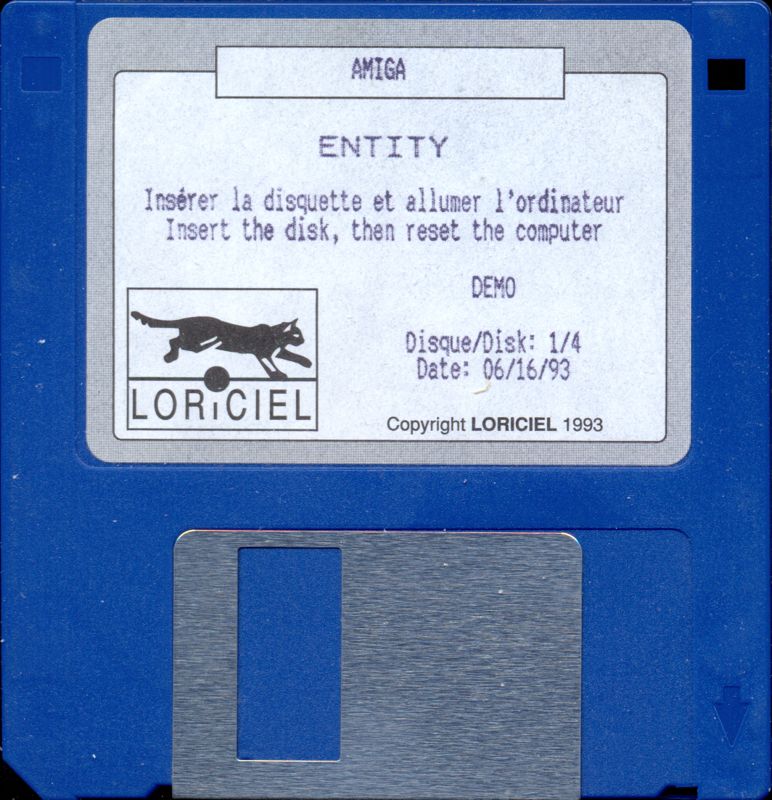 AMIGA
ENTITY
Insérer la disquette et allumer l'ordinateur
Insert the disk, then reset the computer
DEMO
Disque/Disk: 1/4
Date: 06/16/93
LORiCIEL
Copyright LORICIEL 1993